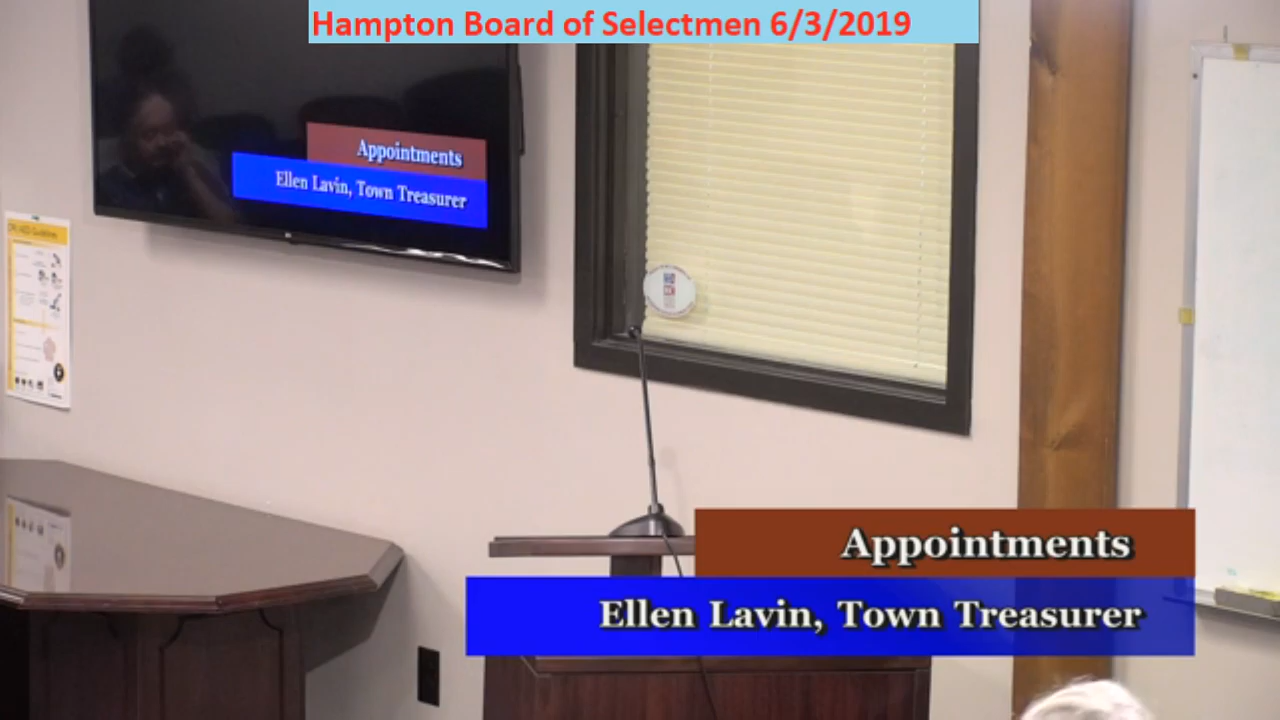 Hampton Board of Selectmen 6/3/2019
Appointments
Ellen Lavin, Town Treasurer
Appointments
Ellen Lavin, Town Treasurer